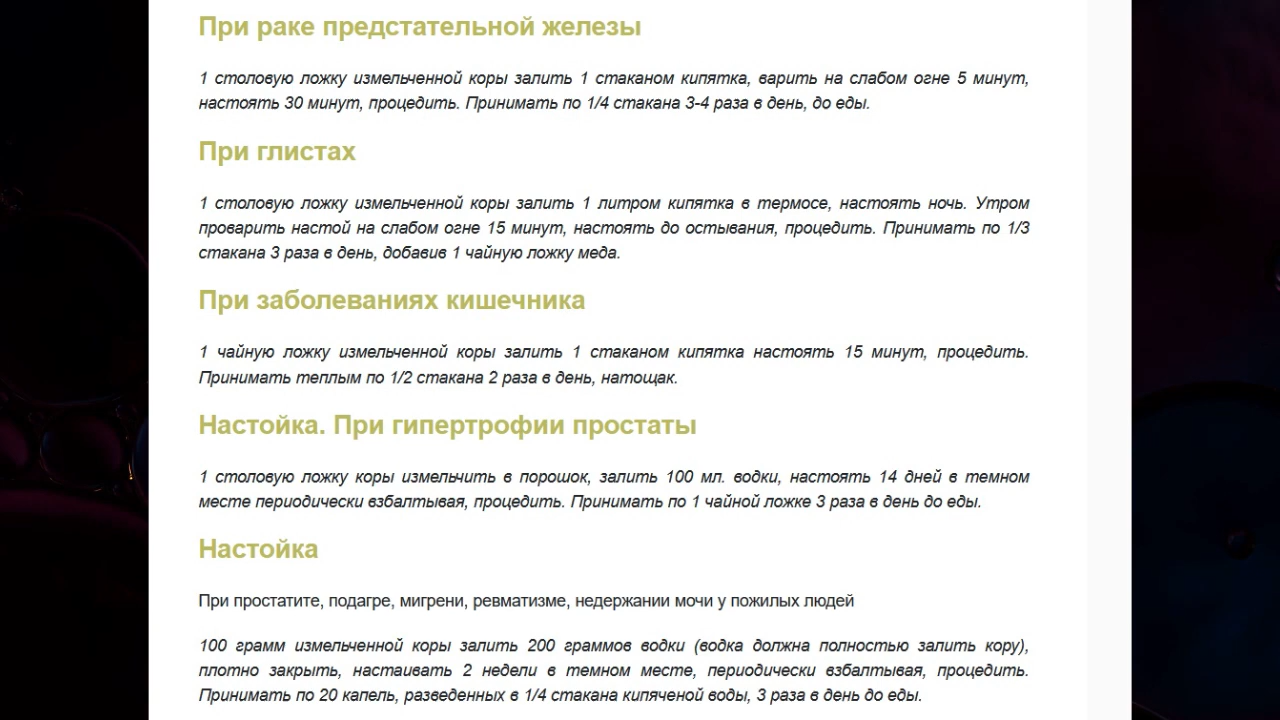 При раке предстательной железы
1 столовую ложку измельченной коры залить 1 стаканом кипятка, варить на слабом огне 5 минут,
настоять 30 минут, процедить. Принимать по 1/4 стакана 3-4 раза в день, до еды.
При глистах
1 столовую ложку измельченной коры залить 1 литром кипятка в термосе, настоять ночь. Утром
проварить настой на слабом огне 15 минут, настоять до остывания, процедить. Принимать по 1/3
стакана 3 раза в день, добавив 1 чайную ложку меда.
При заболеваниях кишечника
1 чайную ложку измельченной коры залить 1 стаканом кипятка настоять 15 минут, процедить.
Принимать теплым по 1/2 стакана 2 раза в день, натощак.
Настойка. При гипертрофии простаты
1 столовую ложку коры измельчить в порошок, залить 100 мл. водки, настоять 14 дней в темном
месте периодически взбалтывая, процедить. Принимать по 1 чайной ложке 3 раза в день до еды.
Настойка
При простатите, подагре, мигрени, ревматизме, недержании мочи у пожилых людей
100 грамм измельченной коры залить 200 граммов водки (водка должна полностью залить кору),
плотно закрыть, настаивать 2 недели в темном месте, периодически взбалтывая, процедить.
Принимать по 20 капель, разведенных в 1/4 стакана кипяченой воды, 3 раза в день до еды.